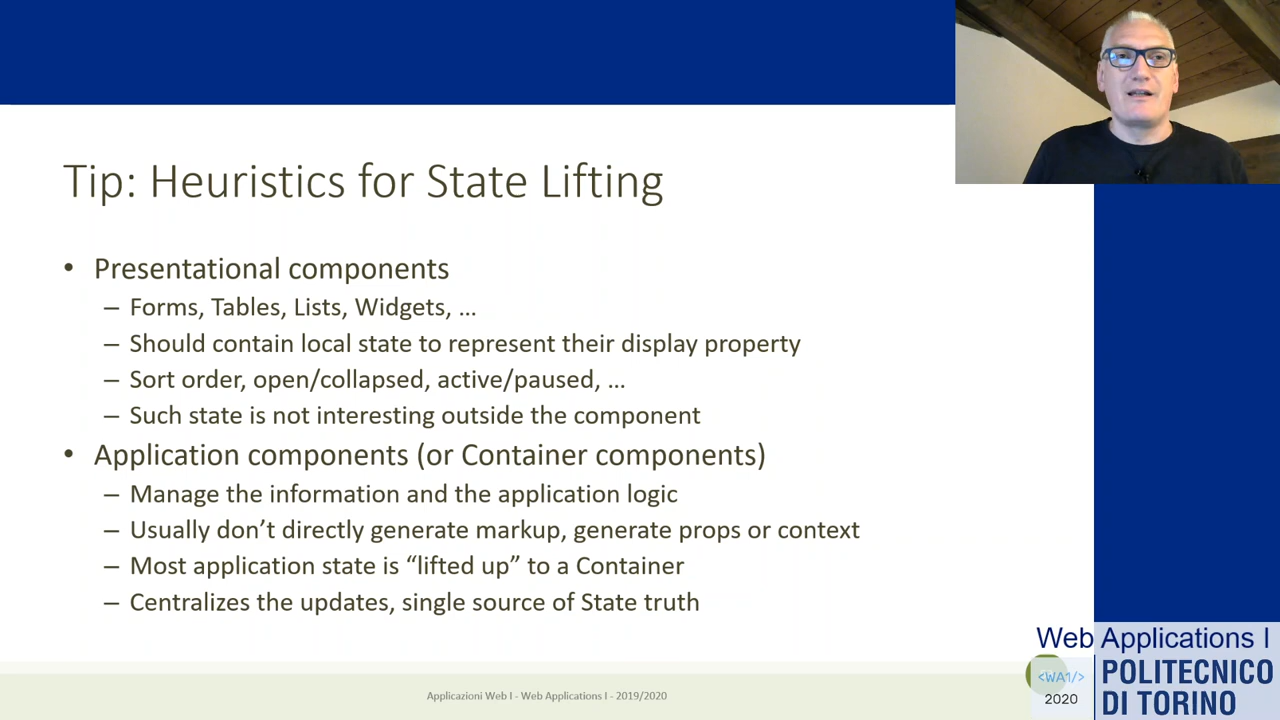 Tip: Heuristics for State Lifting
• Presentational components
– Forms, Tables, Lists, Widgets, …
– Should contain local state to represent their display property
– Sort order, open/collapsed, active/paused, …
– Such state is not interesting outside the component
• Application components (or Container components)
– Manage the information and the application logic
– Usually don’t directly generate markup, generate props or context
– Most application state is “lifted up” to a Container
– Centralizes the updates, single source of State truth
Applicazioni Web I - Web Applications I - 2019/2020
Web Applications I
<WA1/>
2020
POLITECNICO
DI TORINO